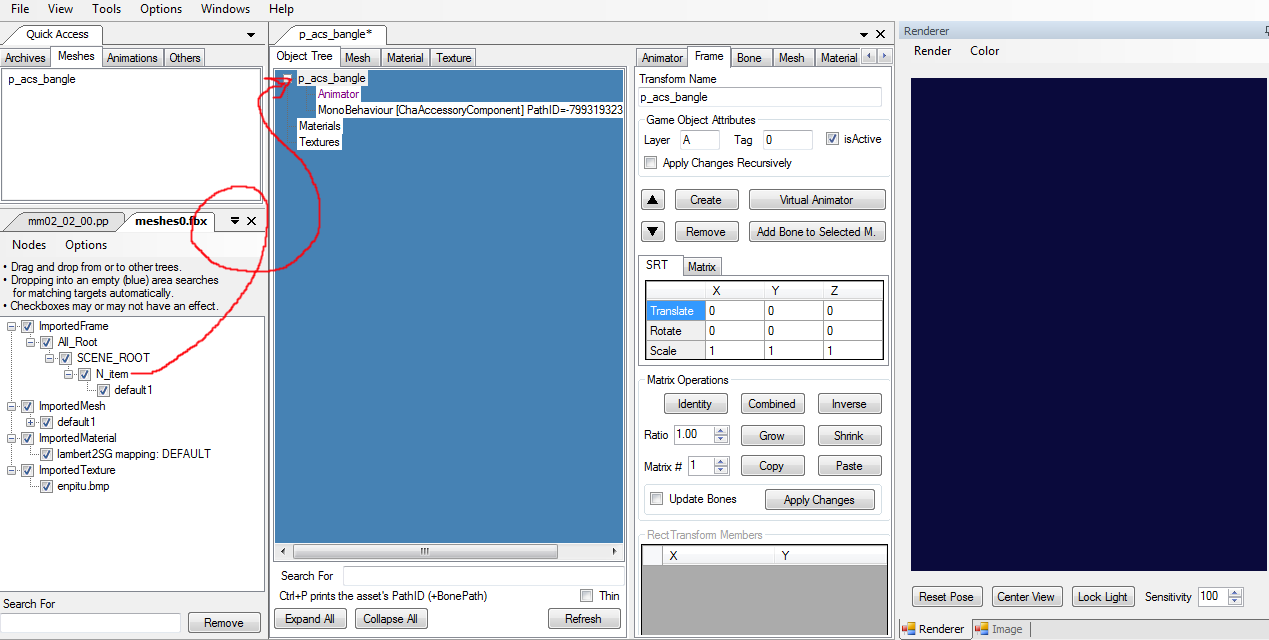 File View Tools Options Windows Help
Quick Access
Archives Meshes Animations Others
p_acs_bangle
mm02_02_00.pp meshes0.fbx
Nodes Options
• Drag and drop from or to other trees.
• Dropping into an empty (blue) area searches
for matching targets automatically.
• Checkboxes may or may not have an effect.
ImportedFrame
All_Root
SCENE_ROOT
N_item
default1
ImportedMesh
default1
ImportedMaterial
lambert2SG mapping: DEFAULT
ImportedTexture
enpitu.bmp
Search For
Remove
p_acs_bangle*
Object Tree Mesh Material Texture
p_acs_bangle
Animator
MonoBehaviour [ChaAccessoryComponent] PathID=-799319323
Materials
Textures
Search For
Ctrl+P prints the asset's PathID (+BonePath) Thin
Expand All Collapse All Refresh
Animator Frame Bone Mesh Material
Transform Name
p_acs_bangle
Game Object Attributes
Layer A Tag 0 isActive
Apply Changes Recursively
Create Virtual Animator
Remove Add Bone to Selected M.
SRT Matrix
X Y Z
Translate 0 0 0
Rotate 0 0 0
Scale 1 1 1
Matrix Operations
Identity Combined Inverse
Ratio 1.00 Grow Shrink
Matrix # 1 Copy Paste
Update Bones Apply Changes
RectTransform Members
X Y
Renderer
Render Color
Reset Pose Center View Lock Light Sensitivity 100
Renderer Image